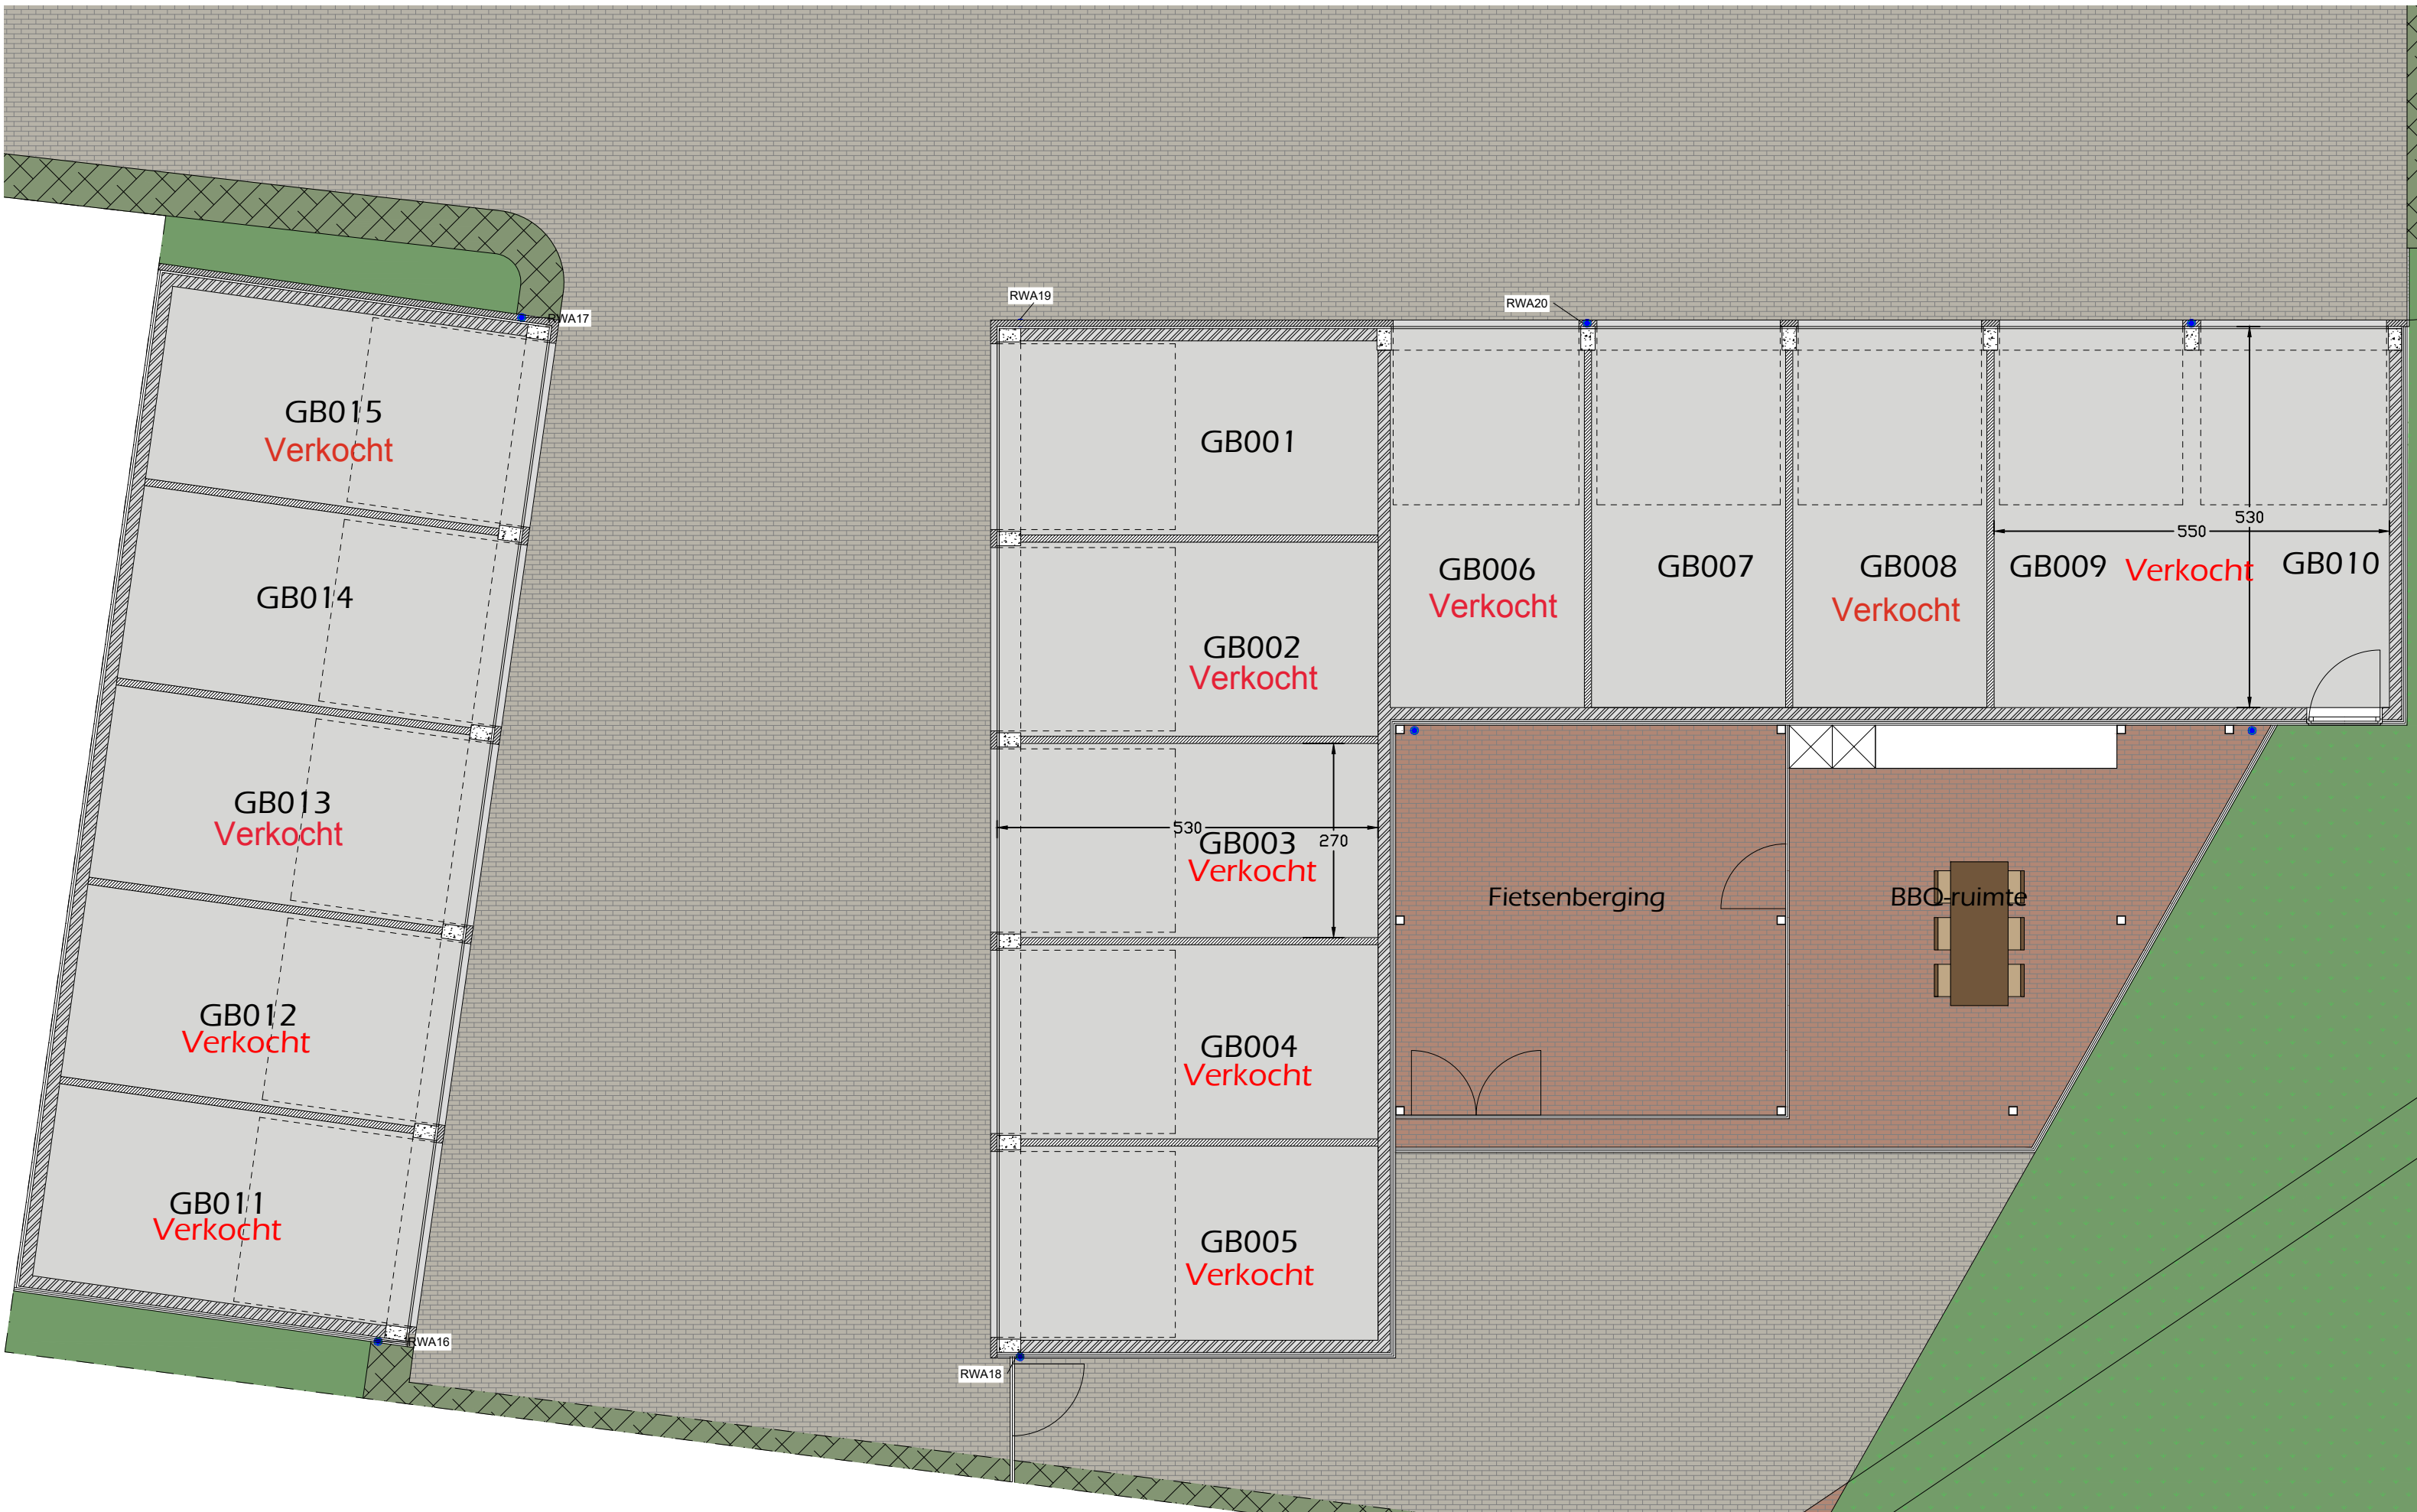 RWA17
GB015
Verkocht
GB014
GB013
Verkocht
GB012
Verkocht
GB011
Verkocht
RWA16
RWA19
GB001
GB002
Verkocht
530
GB003
270
Verkocht
GB004
Verkocht
GB005
Verkocht
RWA18
RWA20
GB006
Verkocht
GB007
GB008
Verkocht
530
550
GB009
Verkocht
GB010
Fietsenberging
BBQ-ruimte